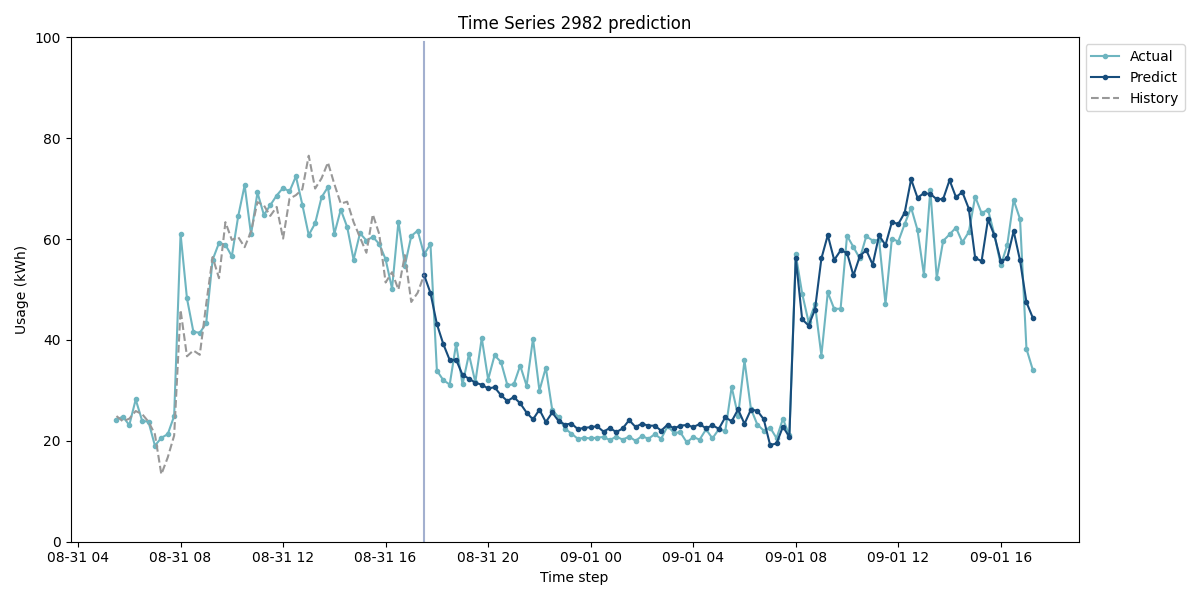 Time Series 2982 prediction
Usage (kWh)
100
80
60
40
20
0
08-31 04
08-31 08
08-31 12
08-31 16
08-31 20
09-01 00
09-01 04
09-01 08
09-01 12
09-01 16
Time step
Actual
Predict
History